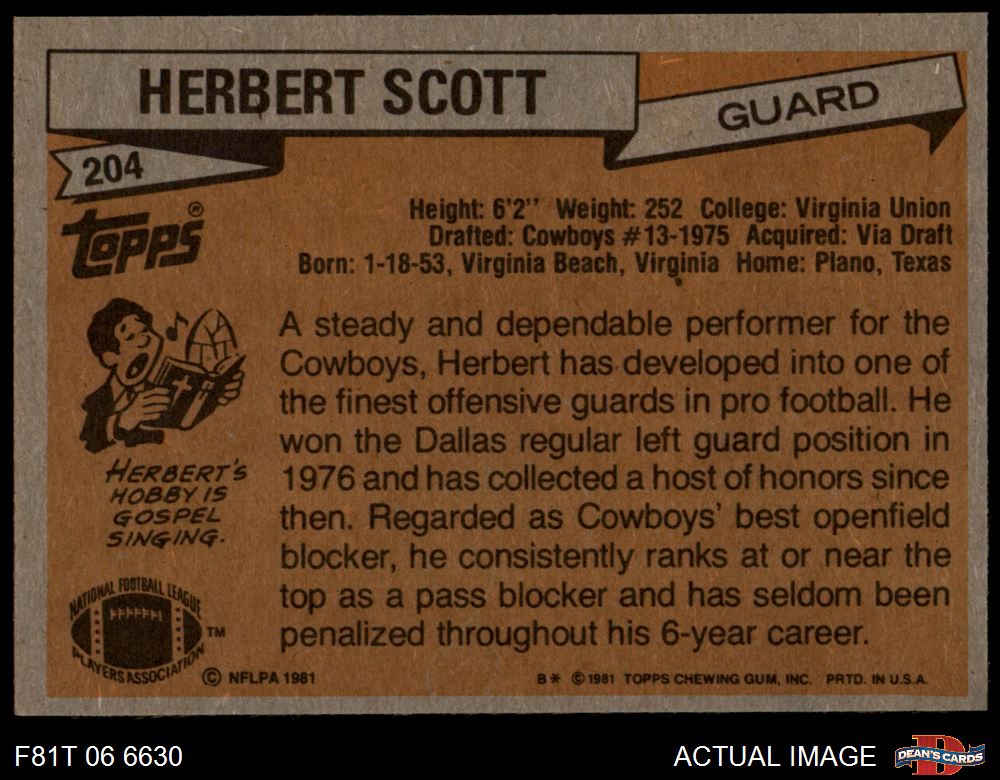 HERBERT SCOTT
GUARD
204
Topps®
Height: 6'2'' Weight: 252 College: Virginia Union
Drafted: Cowboys #13-1975 Acquired: Via Draft
Born: 1-18-53, Virginia Beach, Virginia Home: Plano, Texas
A steady and dependable performer for the
Cowboys, Herbert has developed into one of
the finest offensive guards in pro football. He
won the Dallas regular left guard position in
1976 and has collected a host of honors since
then. Regarded as Cowboys' best openfield
blocker, he consistently ranks at or near the
top as a pass blocker and has seldom been
penalized throughout his 6-year career.
HERBERT'S
HOBBY IS
GOSPEL
SINGING.
NATIONAL FOOTBALL LEAGUE
PLAYERS ASSOCIATION
TM
© NFLPA 1981
B* © 1981 TOPPS CHEWING GUM, INC. PRTD. IN U.S.A.
F81T 06 6630
ACTUAL IMAGE
D
DEAN'S CARDS